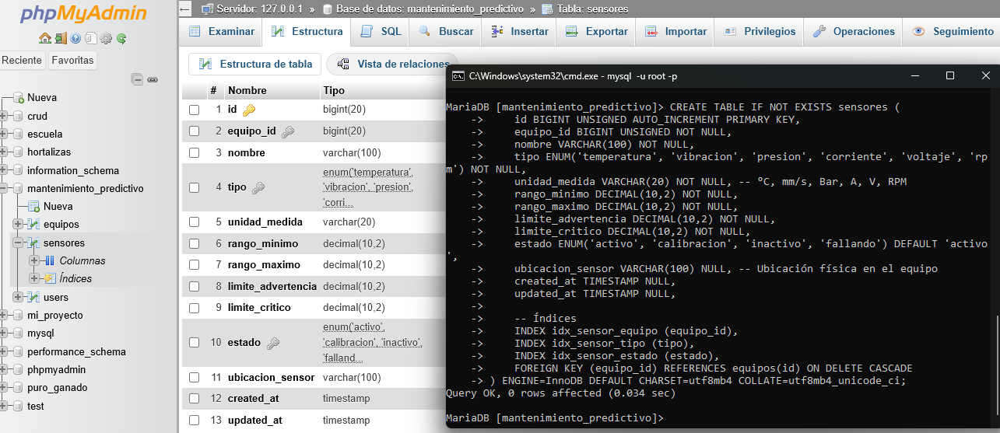 phpMyAdmin
Reciente Favoritas
Nueva
crud
escuela
hortalizas
information_schema
mantenimiento_predictivo
Nueva
equipos
sensores
Columnas
Índices
users
mi_proyecto
mysql
performance_schema
phpmyadmin
puro_ganado
test
Servidor: 127.0.0.1 » Base de datos: mantenimiento_predictivo » Tabla: sensores
Examinar Estructura SQL Buscar Insertar Exportar Importar Privilegios Operaciones Seguimiento
Estructura de tabla Vista de relaciones
# Nombre Tipo
1 id bigint(20)
2 equipo_id bigint(20)
3 nombre varchar(100)
4 tipo enum('temperatura',
'vibracion', 'presion',
'corri...
5 unidad_medida varchar(20)
6 rango_minimo decimal(10,2)
7 rango_maximo decimal(10,2)
8 limite_advertencia decimal(10,2)
9 limite_critico decimal(10,2)
10 estado enum('activo',
'calibracion', 'inactivo',
'falland...
11 ubicacion_sensor varchar(100)
12 created_at timestamp
13 updated_at timestamp
C:\Windows\system32\cmd.exe - mysql -u root -p
MariaDB [mantenimiento_predictivo]> CREATE TABLE IF NOT EXISTS sensores (
-> id BIGINT UNSIGNED AUTO_INCREMENT PRIMARY KEY,
-> equipo_id BIGINT UNSIGNED NOT NULL,
-> nombre VARCHAR(100) NOT NULL,
-> tipo ENUM('temperatura', 'vibracion', 'presion', 'corriente', 'voltaje', 'rp
m') NOT NULL,
-> unidad_medida VARCHAR(20) NOT NULL, -- ºC, mm/s, Bar, A, V, RPM
-> rango_minimo DECIMAL(10,2) NOT NULL,
-> rango_maximo DECIMAL(10,2) NOT NULL,
-> limite_advertencia DECIMAL(10,2) NOT NULL,
-> limite_critico DECIMAL(10,2) NOT NULL,
-> estado ENUM('activo', 'calibracion', 'inactivo', 'fallando') DEFAULT 'activo
',
-> ubicacion_sensor VARCHAR(100) NULL, -- Ubicación física en el equipo
-> created_at TIMESTAMP NULL,
-> updated_at TIMESTAMP NULL,
->
-> -- Índices
-> INDEX idx_sensor_equipo (equipo_id),
-> INDEX idx_sensor_tipo (tipo),
-> INDEX idx_sensor_estado (estado),
-> FOREIGN KEY (equipo_id) REFERENCES equipos(id) ON DELETE CASCADE
-> ) ENGINE=InnoDB DEFAULT CHARSET=utf8mb4 COLLATE=utf8mb4_unicode_ci;
Query OK, 0 rows affected (0.034 sec)
MariaDB [mantenimiento_predictivo]>